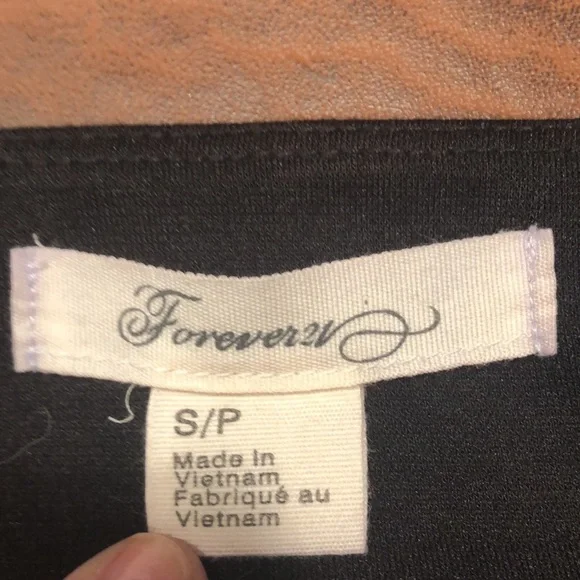 Forever21
S/P
Made In
Vietnam
Fabriqué au
Vietnam